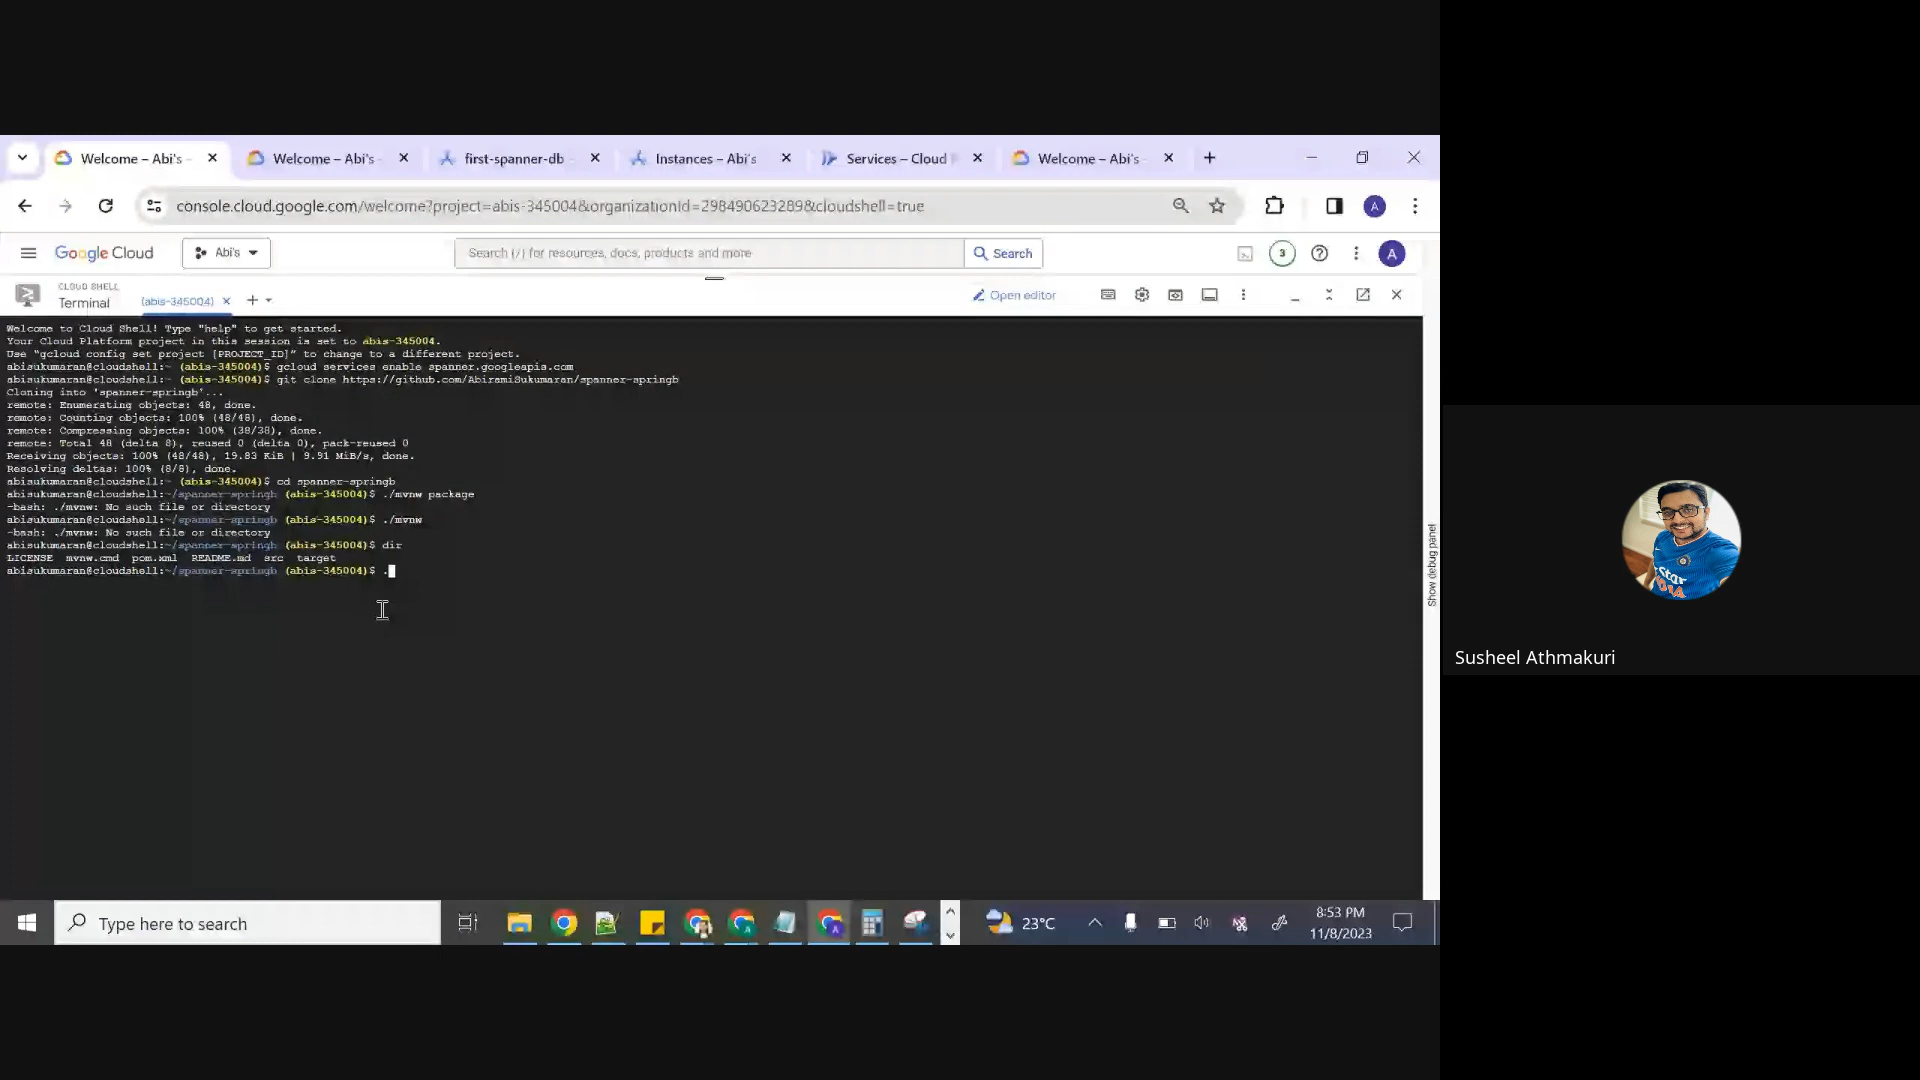 Welcome – Abi's -
Welcome – Abi's -
first-spanner-db
Instances – Abi's
Services – Cloud
Welcome – Abi's
console.cloud.google.com/welcome?project=abis-345004&organizationId=298490623289&cloudshell=true
A
Google Cloud
Abi's
Search (/) for resources, docs, products and more
Search
3
A
CLOUD SHELL
Terminal
(abis-345004)
Open editor
Welcome to Cloud Shell! Type "help" to get started.
Your Cloud Platform project in this session is set to abis-345004.
Use "gcloud config set project [PROJECT_ID]" to change to a different project.
abisukumaran@cloudshell:~ (abis-345004)$ gcloud services enable spanner.googleapis.com
abisukumaran@cloudshell:~ (abis-345004)$ git clone https://github.com/AbiramiSukumaran/spanner-springb
Cloning into 'spanner-springb'...
remote: Enumerating objects: 48, done.
remote: Counting objects: 100% (48/48), done.
remote: Compressing objects: 100% (38/38), done.
remote: Total 48 (delta 8), reused 0 (delta 0), pack-reused 0
Receiving objects: 100% (48/48), 19.83 KiB | 9.91 MiB/s, done.
Resolving deltas: 100% (8/8), done.
abisukumaran@cloudshell:~ (abis-345004)$ cd spanner-springb
abisukumaran@cloudshell:~/spanner-springb (abis-345004)$ ./mvnw package
-bash: ./mvnw: No such file or directory
abisukumaran@cloudshell:~/spanner-springb (abis-345004)$ ./mvnw
-bash: ./mvnw: No such file or directory
abisukumaran@cloudshell:~/spanner-springb (abis-345004)$ dir
LICENSE mvnw.cmd pom.xml README.md src target
abisukumaran@cloudshell:~/spanner-springb (abis-345004)$ .
Show debug panel
Susheel Athmakuri
Type here to search
23°C
8:53 PM
11/8/2023